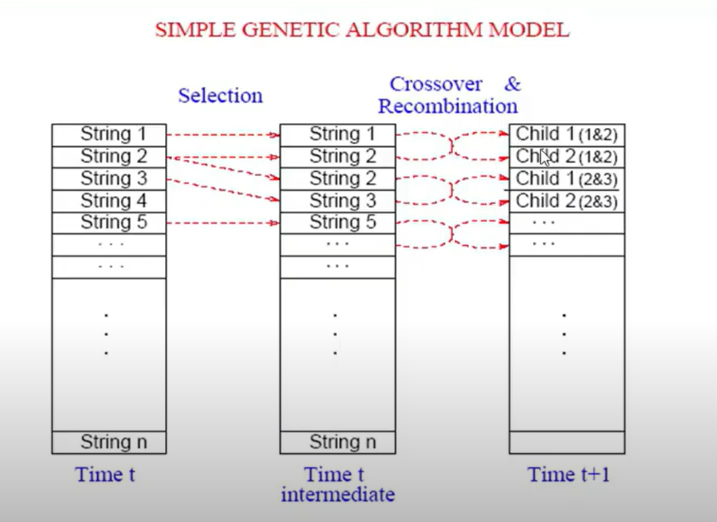 SIMPLE GENETIC ALGORITHM MODEL
Selection
Crossover &
Recombination
String 1
String 2
String 3
String 4
String 5
. . .
. . .
String n
Time t
String 1
String 2
String 2
String 3
String 5
. . .
. . .
String n
Time t
intermediate
Child 1 (1&2)
Child 2 (1&2)
Child 1 (2&3)
Child 2 (2&3)
. . .
. . .
Time t+1